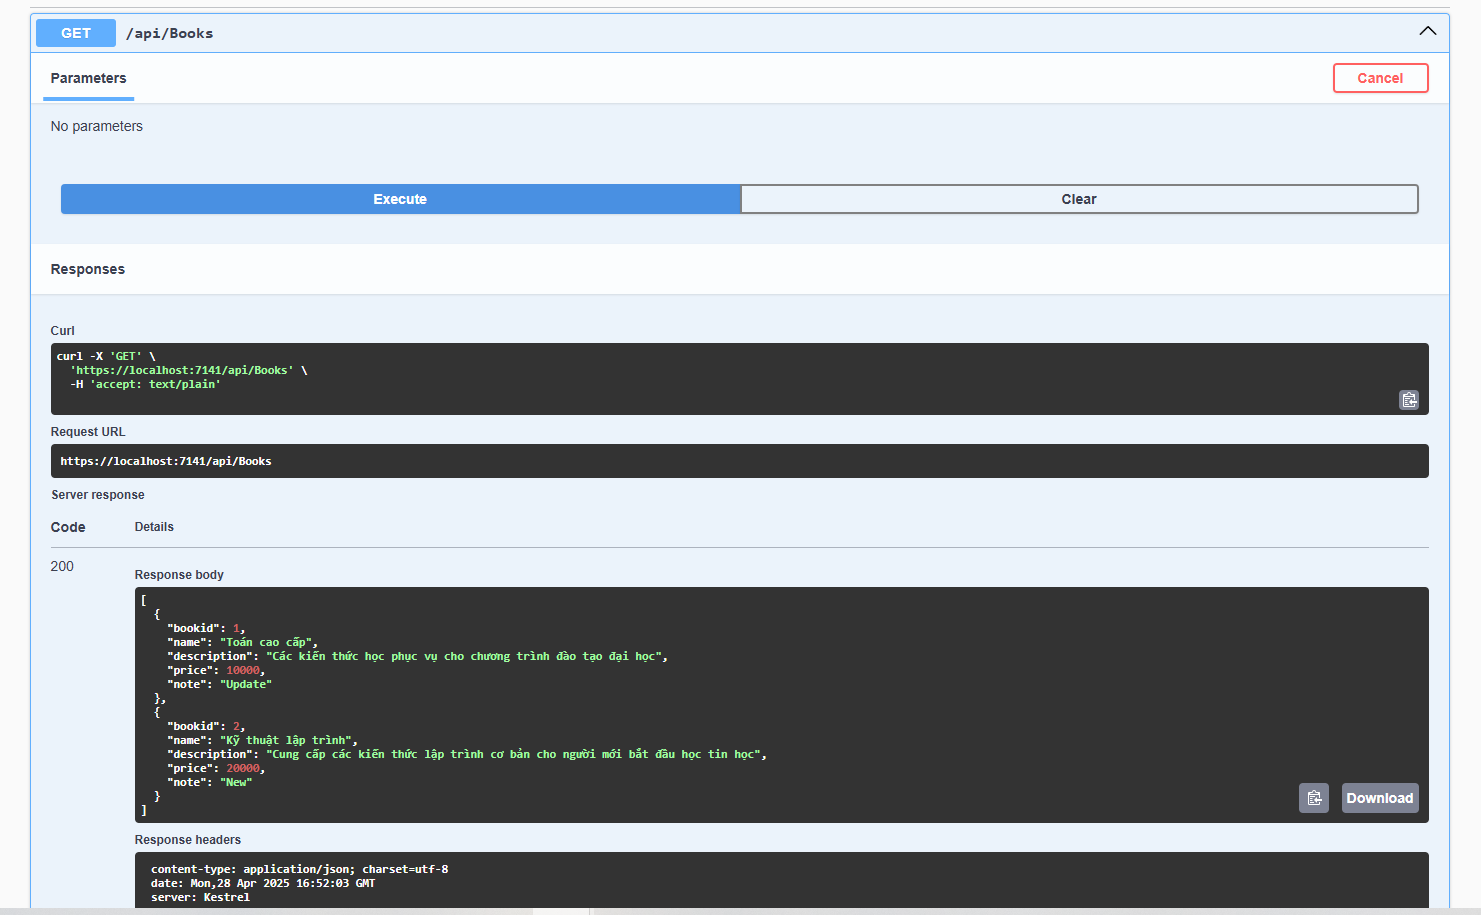 GET /api/Books
Parameters
Cancel
No parameters
Execute
Clear
Responses
Curl
curl -X 'GET' \
  'https://localhost:7141/api/Books' \
  -H 'accept: text/plain'
Request URL
https://localhost:7141/api/Books
Server response
Code Details
200
Response body
[
  {
    "bookid": 1,
    "name": "Toán cao cấp",
    "description": "Các kiến thức học phục vụ cho chương trình đào tạo đại học",
    "price": 10000,
    "note": "Update"
  },
  {
    "bookid": 2,
    "name": "Kỹ thuật lập trình",
    "description": "Cung cấp các kiến thức lập trình cơ bản cho người mới bắt đầu học tin học",
    "price": 20000,
    "note": "New"
  }
]
Download
Response headers
content-type: application/json; charset=utf-8
date: Mon,28 Apr 2025 16:52:03 GMT
server: Kestrel